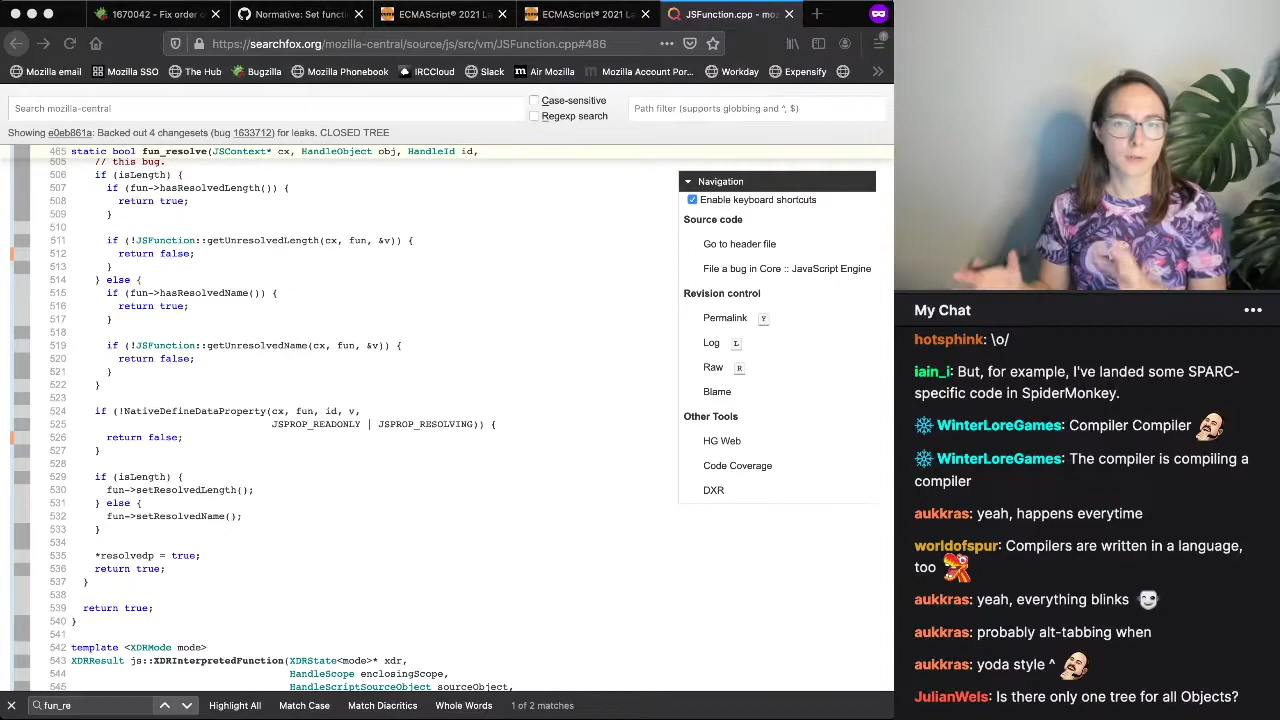 1670042 - Fix order o
Normative: Set functi
ECMAScript® 2021 La
ECMAScript® 2021 La
JSFunction.cpp - moz
https://searchfox.org/mozilla-central/source/js/src/vm/JSFunction.cpp#486
Mozilla email
Mozilla SSO
The Hub
Bugzilla
Mozilla Phonebook
IRCCloud
Slack
Air Mozilla
Mozilla Account Por...
Workday
Expensify
Search mozilla-central
Case-sensitive
Regexp search
Path filter (supports globbing and ^, $)
Showing e0eb861a: Backed out 4 changesets (bug 1633712) for leaks. CLOSED TREE
465 static bool fun_resolve(JSContext* cx, HandleObject obj, HandleId id,
505 // this bug.
506 if (isLength) {
507 if (fun->hasResolvedLength()) {
508 return true;
509 }
510
511 if (!JSFunction::getUnresolvedLength(cx, fun, &v)) {
512 return false;
513 }
514 } else {
515 if (fun->hasResolvedName()) {
516 return true;
517 }
518
519 if (!JSFunction::getUnresolvedName(cx, fun, &v)) {
520 return false;
521 }
522 }
523
524 if (!NativeDefineDataProperty(cx, fun, id, v,
525 JSPROP_READONLY | JSPROP_RESOLVING)) {
526 return false;
527 }
528
529 if (isLength) {
530 fun->setResolvedLength();
531 } else {
532 fun->setResolvedName();
533 }
534
535 *resolvedp = true;
536 return true;
537 }
538
539 return true;
540 }
541
542 template <XDRMode mode>
543 XDRResult js::XDRInterpretedFunction(XDRState<mode>* xdr,
544 HandleScope enclosingScope,
545 HandleScriptSourceObject sourceObject,
Navigation
Enable keyboard shortcuts
Source code
Go to header file
File a bug in Core :: JavaScript Engine
Revision control
Permalink Y
Log L
Raw R
Blame
Other Tools
HG Web
Code Coverage
DXR
fun_re
Highlight All
Match Case
Match Diacritics
Whole Words
1 of 2 matches
My Chat
hotsphink: \o/
iain_i: But, for example, I've landed some SPARC-
specific code in SpiderMonkey.
WinterLoreGames: Compiler Compiler
WinterLoreGames: The compiler is compiling a
compiler
aukkras: yeah, happens everytime
worldofspur: Compilers are written in a language,
too
aukkras: yeah, everything blinks
aukkras: probably alt-tabbing when
aukkras: yoda style ^
JulianWels: Is there only one tree for all Objects?